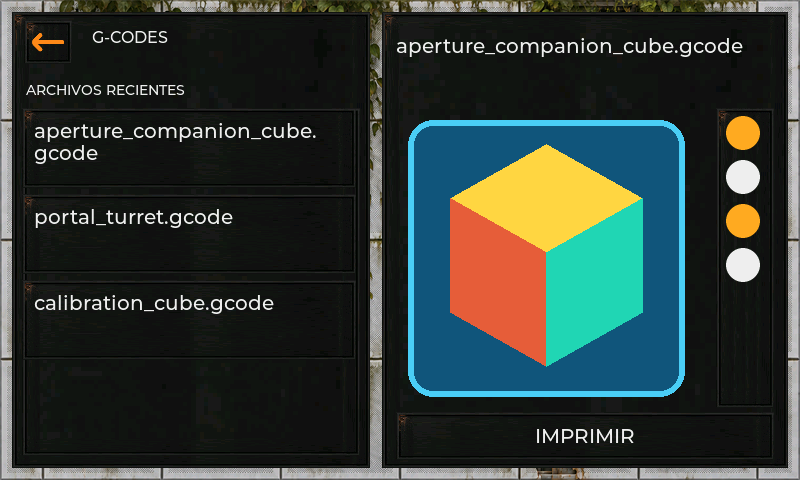 G-CODES
ARCHIVOS RECIENTES
aperture_companion_cube.
gcode
portal_turret.gcode
calibration_cube.gcode
aperture_companion_cube.gcode
IMPRIMIR